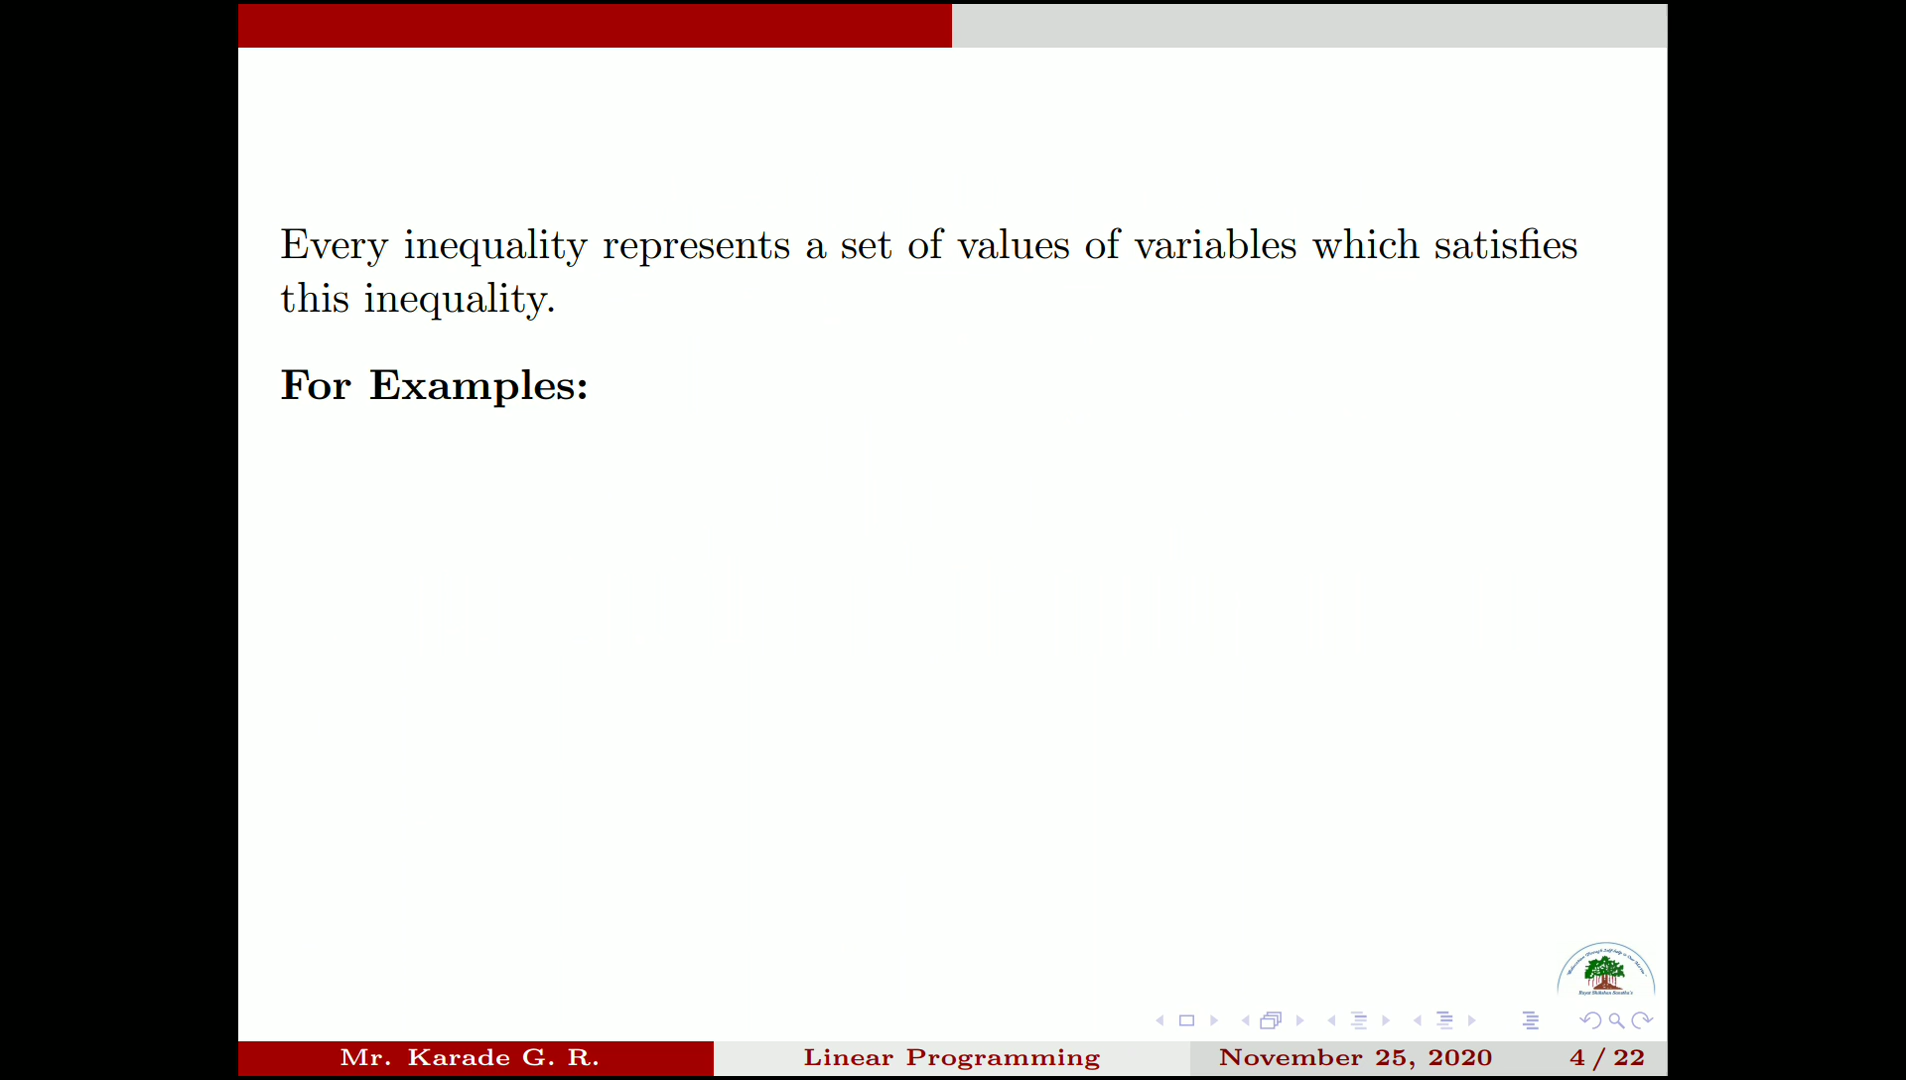 Every inequality represents a set of values of variables which satisfies
this inequality.
For Examples:
Mr. Karade G. R.
Linear Programming
November 25, 2020
4 / 22